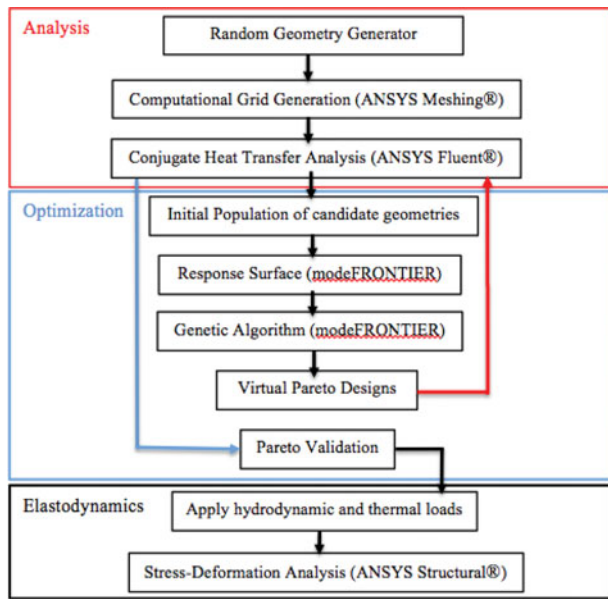 Analysis
Random Geometry Generator
Computational Grid Generation (ANSYS Meshing®)
Conjugate Heat Transfer Analysis (ANSYS Fluent®)
Optimization
Initial Population of candidate geometries
Response Surface (modeFRONTIER)
Genetic Algorithm (modeFRONTIER)
Virtual Pareto Designs
Pareto Validation
Elastodynamics
Apply hydrodynamic and thermal loads
Stress-Deformation Analysis (ANSYS Structural®)